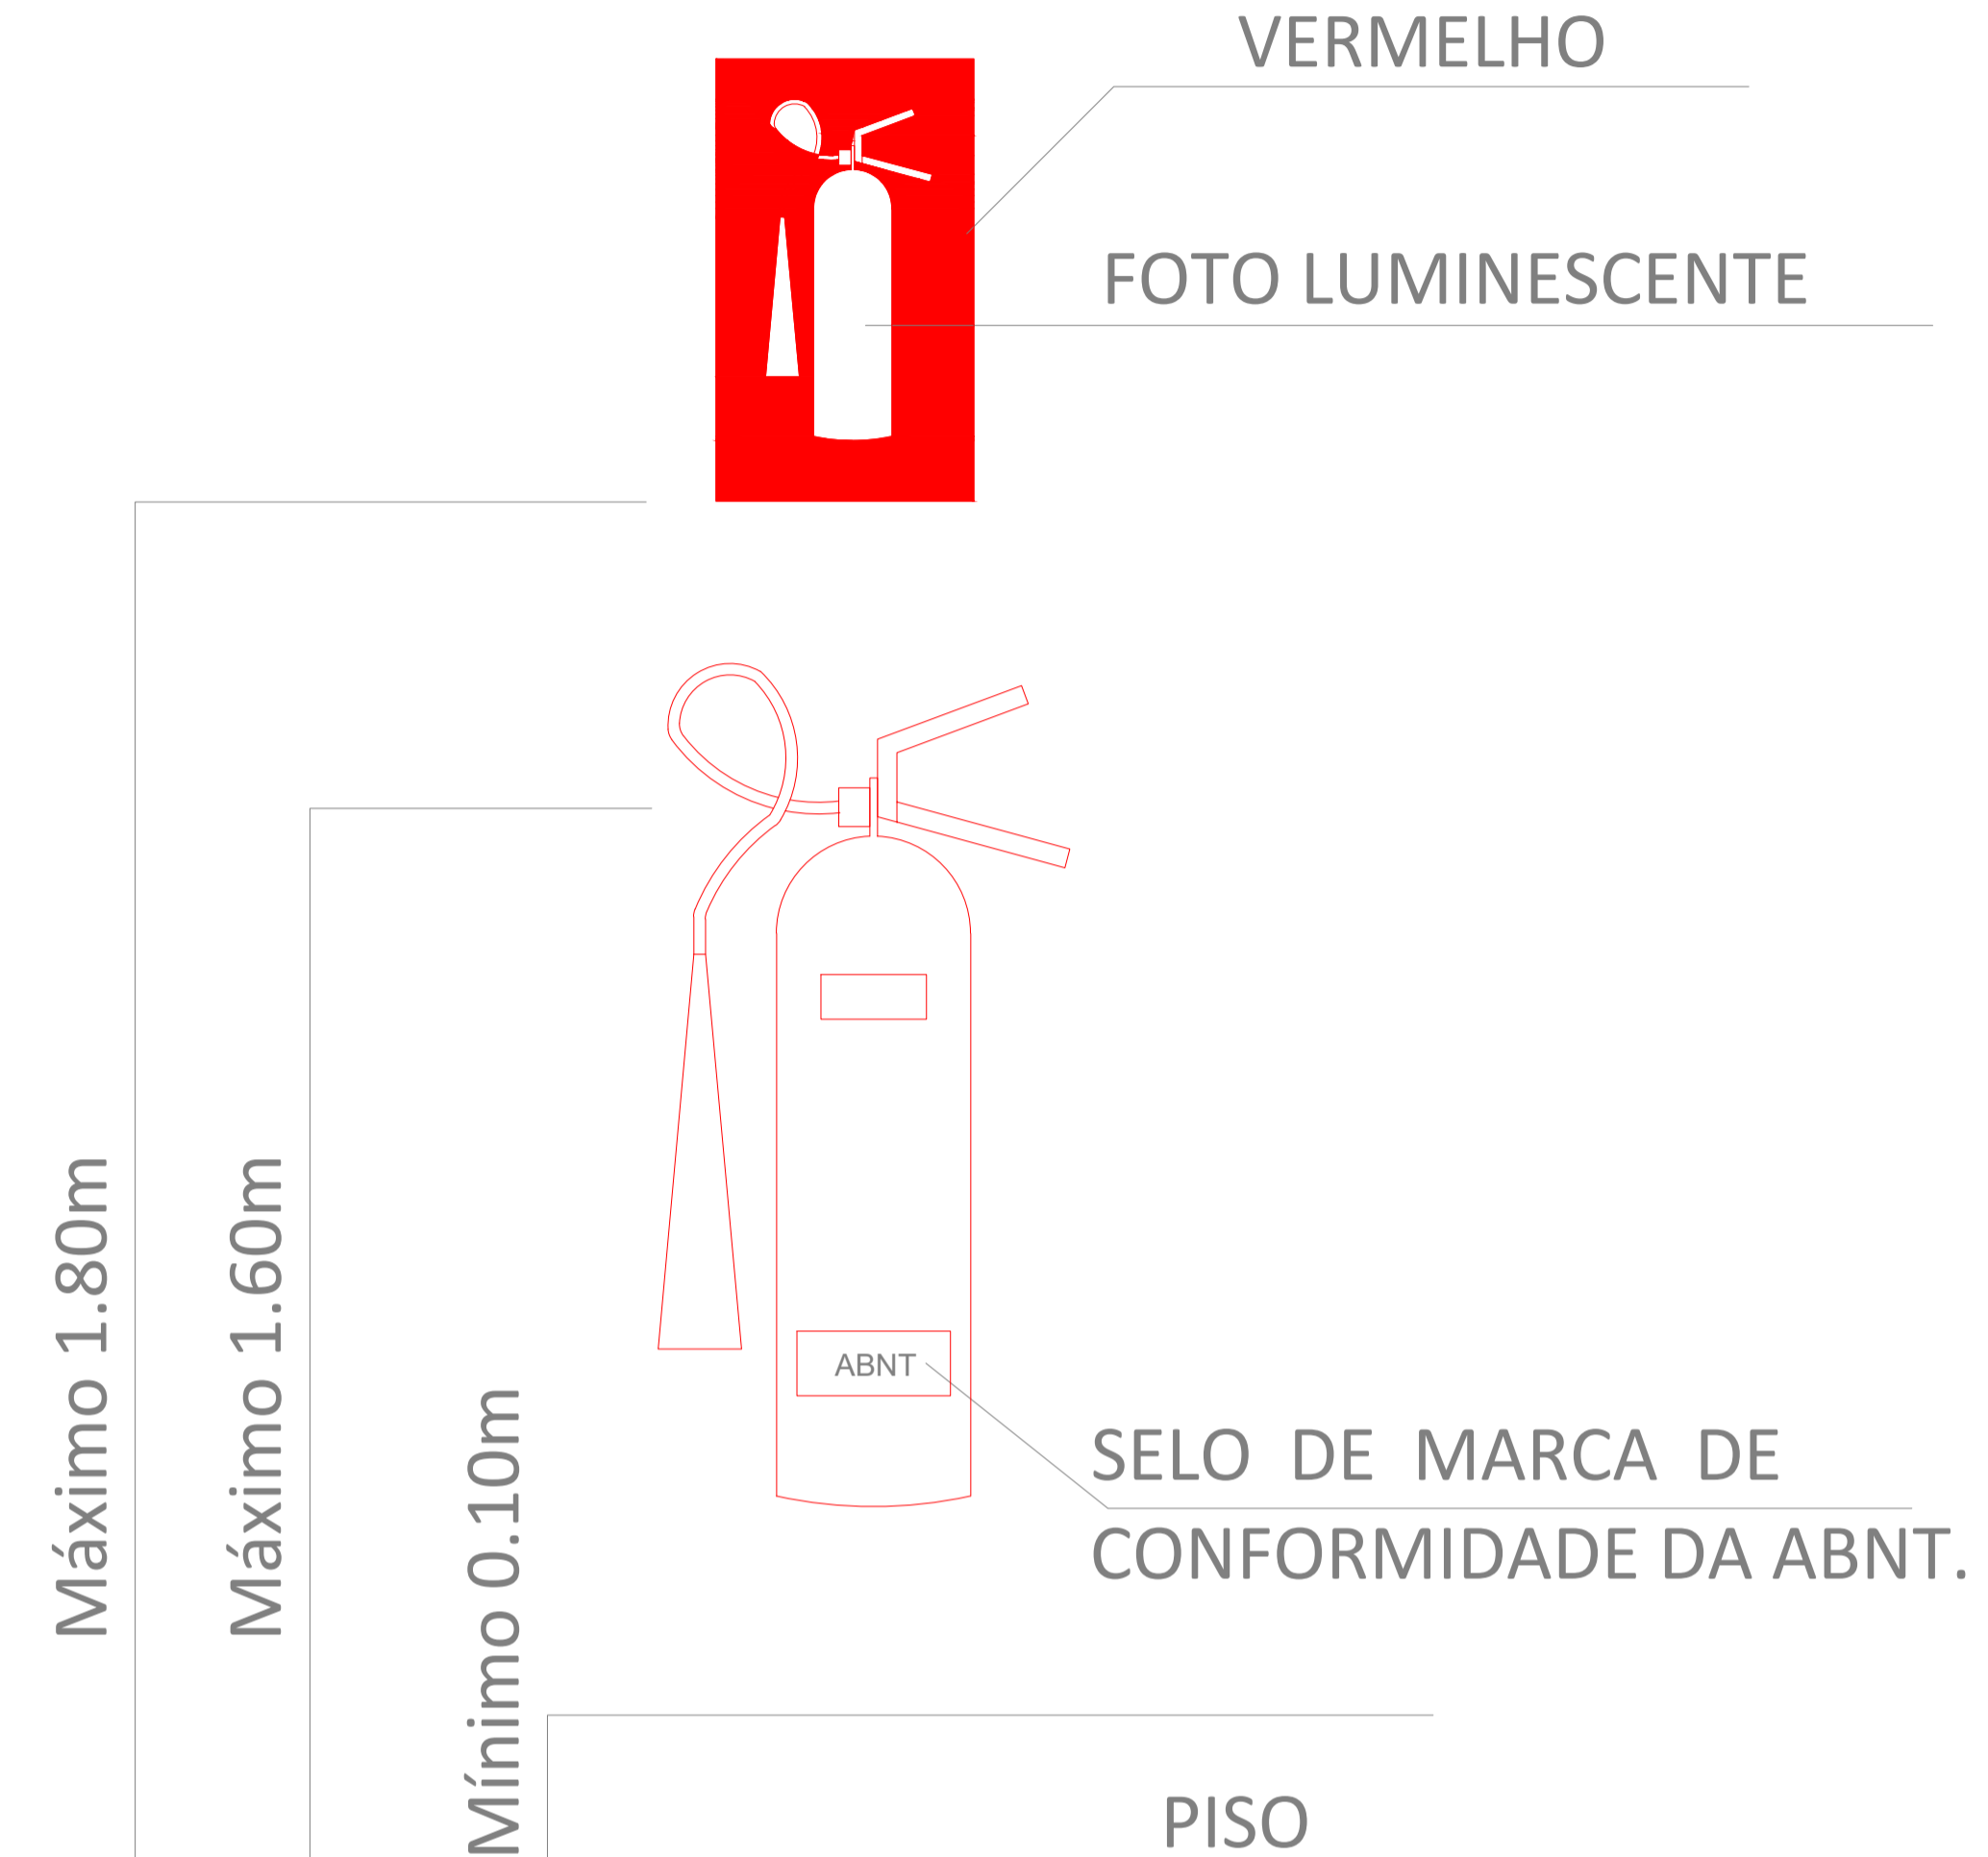 VERMELHO
FOTO LUMINESCENTE
Máximo 1.80m
Máximo 1.60m
Mínimo 0.10m
ABNT
SELO DE MARCA DE
CONFORMIDADE DA ABNT.
PISO